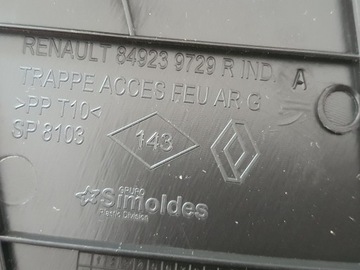 RENAULT 84923 9729 R IND. A
TRAPPE ACCES FEU AR G
>PP T10<
SP 8103
143
GRUPO
Simoldes
Plastic Division